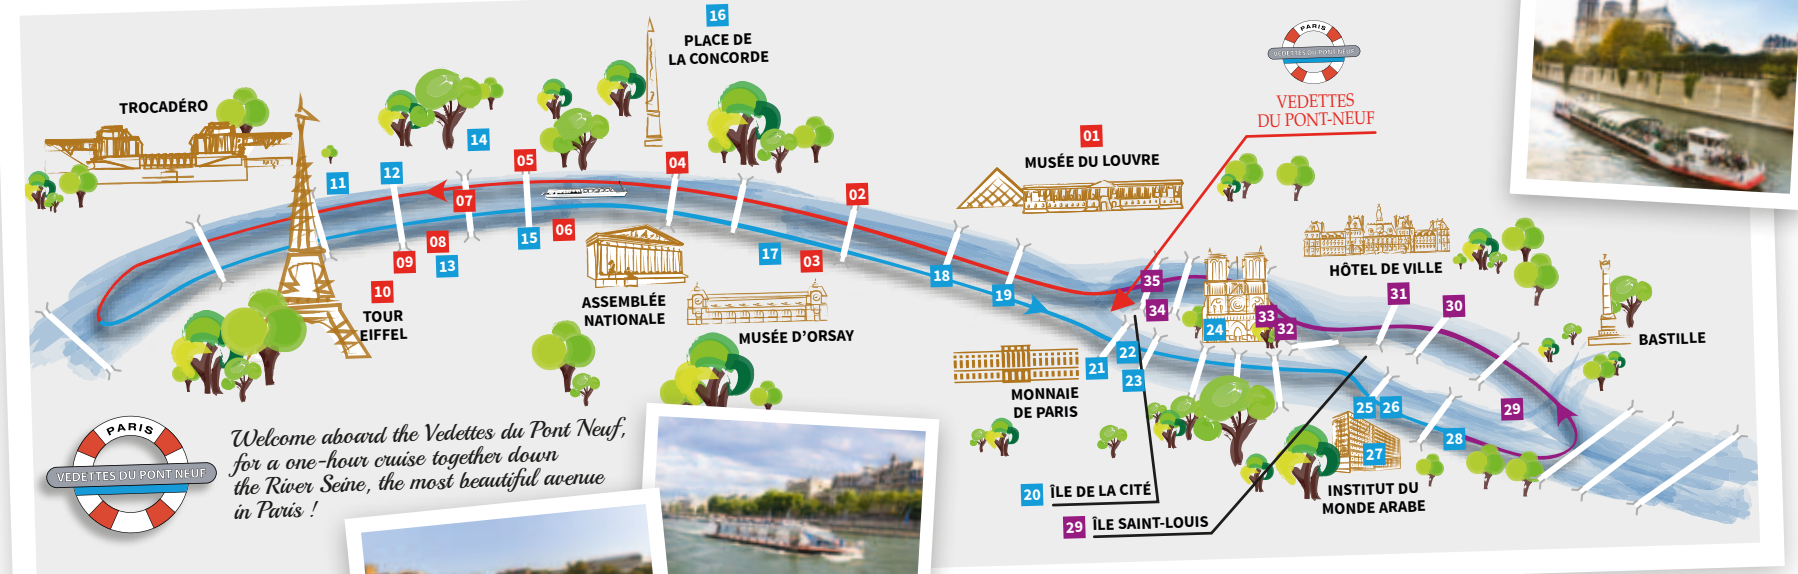 16
PLACE DE
LA CONCORDE
PARIS
VEDETTES DU PONT NEUF
VEDETTES
DU PONT-NEUF
TROCADÉRO
14
01
MUSÉE DU LOUVRE
11
12
05
04
02
07
08
15
06
09
13
17
03
18
19
10
TOUR
EIFFEL
ASSEMBLÉE
NATIONALE
MUSÉE D'ORSAY
35
34
HÔTEL DE VILLE
31
30
24
33
32
BASTILLE
21
22
23
MONNAIE
DE PARIS
25
26
29
28
27
INSTITUT DU
MONDE ARABE
20
ÎLE DE LA CITÉ
29
ÎLE SAINT-LOUIS
PARIS
VEDETTES DU PONT NEUF
Welcome aboard the Vedettes du Pont Neuf,
for a one-hour cruise together down
the River Seine, the most beautiful avenue
in Paris !